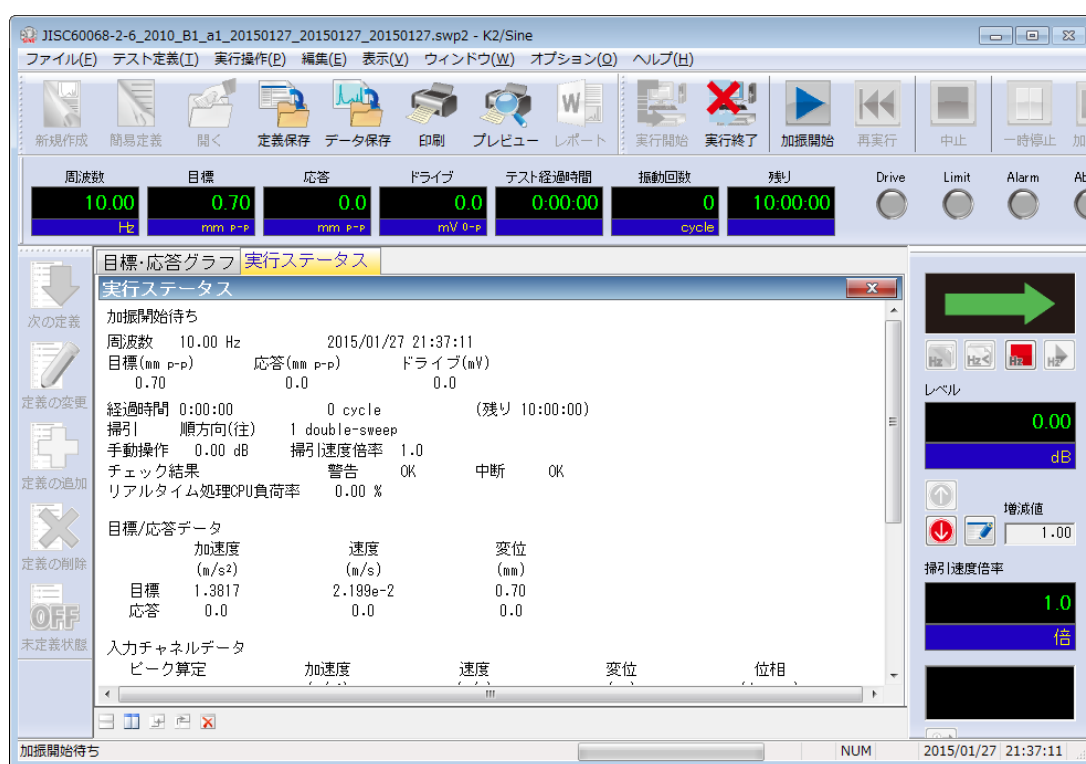 JISC60068-2-6_2010_B1_a1_20150127_20150127_20150127.swp2 - K2/Sine
ファイル(F) テスト定義(T) 実行操作(P) 編集(E) 表示(V) ウィンドウ(W) オプション(O) ヘルプ(H)
新規作成 簡易定義 開く 定義保存 データ保存 印刷 プレビュー レポート 実行開始 実行終了 加振開始 再実行 中止 一時停止
周波数 目標 応答 ドライブ テスト経過時間 振動回数 残り Drive Limit Alarm
10.00 0.70 0.0 0.0 0:00:00 0 10:00:00
Hz mm p-p mm p-p mV 0-p cycle
目標・応答グラフ 実行ステータス
実行ステータス
加振開始待ち
周波数 10.00 Hz 2015/01/27 21:37:11
目標(mm p-p) 応答(mm p-p) ドライブ(mV)
0.70 0.0 0.0
経過時間 0:00:00 0 cycle (残り 10:00:00)
掃引 順方向(往) 1 double-sweep
手動操作 0.00 dB 掃引速度倍率 1.0
チェック結果 警告 OK 中断 OK
リアルタイム処理CPU負荷率 0.00 %
目標/応答データ
加速度 速度 変位
(m/s²) (m/s) (mm)
目標 1.3817 2.199e-2 0.70
応答 0.0 0.0 0.0
入力チャネルデータ
ピーク算定 加速度 速度 変位 位相
次の定義
定義の変更
定義の追加
定義の削除
OFF
未定義状態
Hz Hz< Hz Hz
レベル
0.00
dB
増減値
1.00
掃引速度倍率
1.0
倍
加振開始待ち NUM 2015/01/27 21:37:11